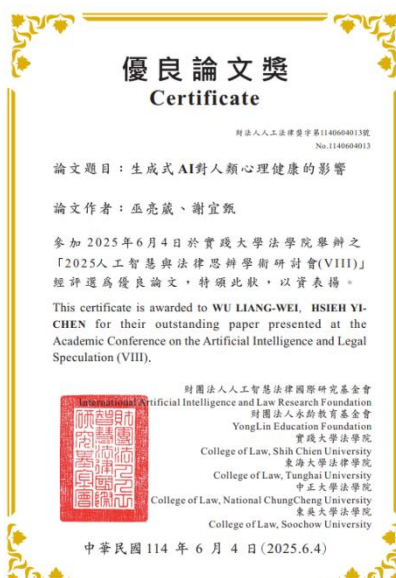 優良論文獎
Certificate
財法人人工法律獎字第1140604013號
No.1140604013
論文題目：生成式AI對人類心理健康的影響
論文作者：巫亮葳、謝宜甄
參加2025年6月4日於實踐大學法學院舉辦之
「2025人工智慧與法律思辨學術研討會(VIII)」
經評選為優良論文，特頒此狀，以資表揚。
This certificate is awarded to WU LIANG-WEI, HSIEH YI-
CHEN for their outstanding paper presented at the
Academic Conference on the Artificial Intelligence and Legal
Speculation (VIII).
財團法人人工智慧法律國際研究基金會
International Artificial Intelligence and Law Research Foundation
財團法人永齡教育基金會
YongLin Education Foundation
實踐大學法學院
College of Law, Shih Chien University
東海大學法律學院
College of Law, Tunghai University
中正大學法學院
College of Law, National ChungCheng University
東吳大學法學院
College of Law, Soochow University
中華民國 114 年 6 月 4 日(2025.6.4)